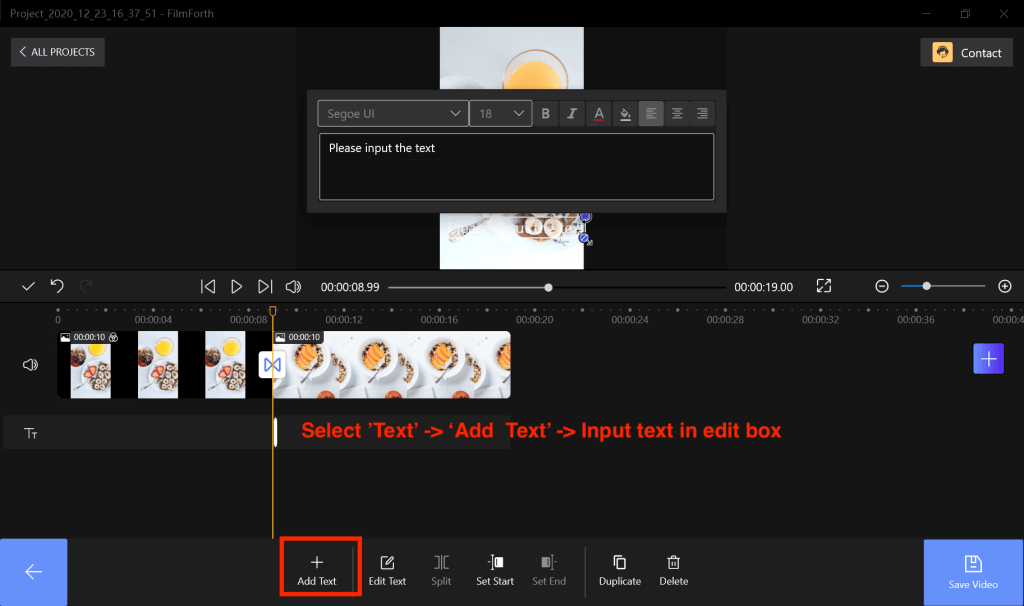 Project_2020_12_23_16_37_51 - FilmForth
ALL PROJECTS
Contact
Segoe UI
18
B I A
Please input the text
00:00:08.99
00:00:19.00
0 00:00:04 00:00:08 00:00:12 00:00:16 00:00:20 00:00:24 00:00:28 00:00:32 00:00:36 00:00:4
00:00:10
00:00:10
TT
Select ’Text’ -> ‘Add Text’ -> Input text in edit box
Add Text
Edit Text
Split
Set Start
Set End
Duplicate
Delete
Save Video